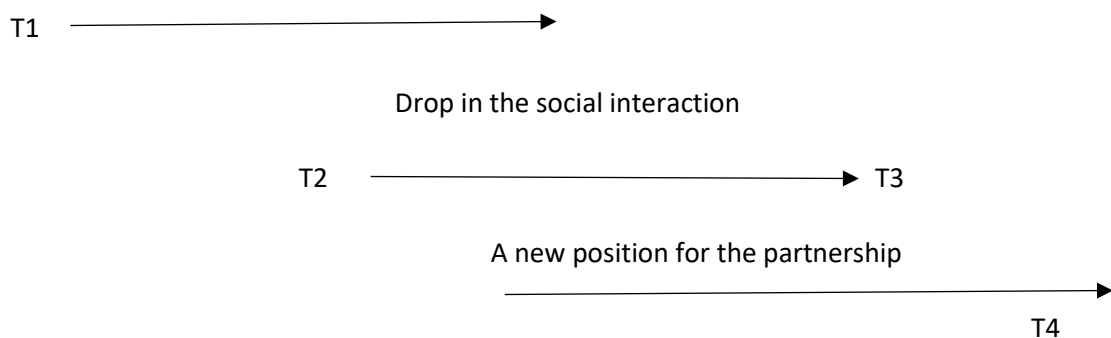 T1
Drop in the social interaction
T2 T3
A new position for the partnership
T4